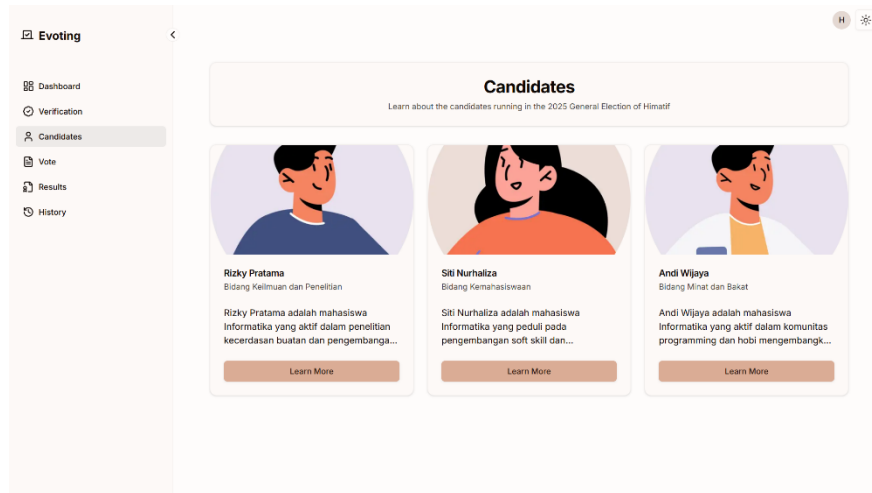 Evoting
H
Dashboard
Verification
Candidates
Vote
Results
History
Candidates
Learn about the candidates running in the 2025 General Election of Himatif
Rizky Pratama
Bidang Keilmuan dan Penelitian
Rizky Pratama adalah mahasiswa
Informatika yang aktif dalam penelitian
kecerdasan buatan dan pengembanga...
Learn More
Siti Nurhaliza
Bidang Kemahasiswaan
Siti Nurhaliza adalah mahasiswa
Informatika yang peduli pada
pengembangan soft skill dan...
Learn More
Andi Wijaya
Bidang Minat dan Bakat
Andi Wijaya adalah mahasiswa
Informatika yang aktif dalam komunitas
programming dan hobi mengembangk...
Learn More